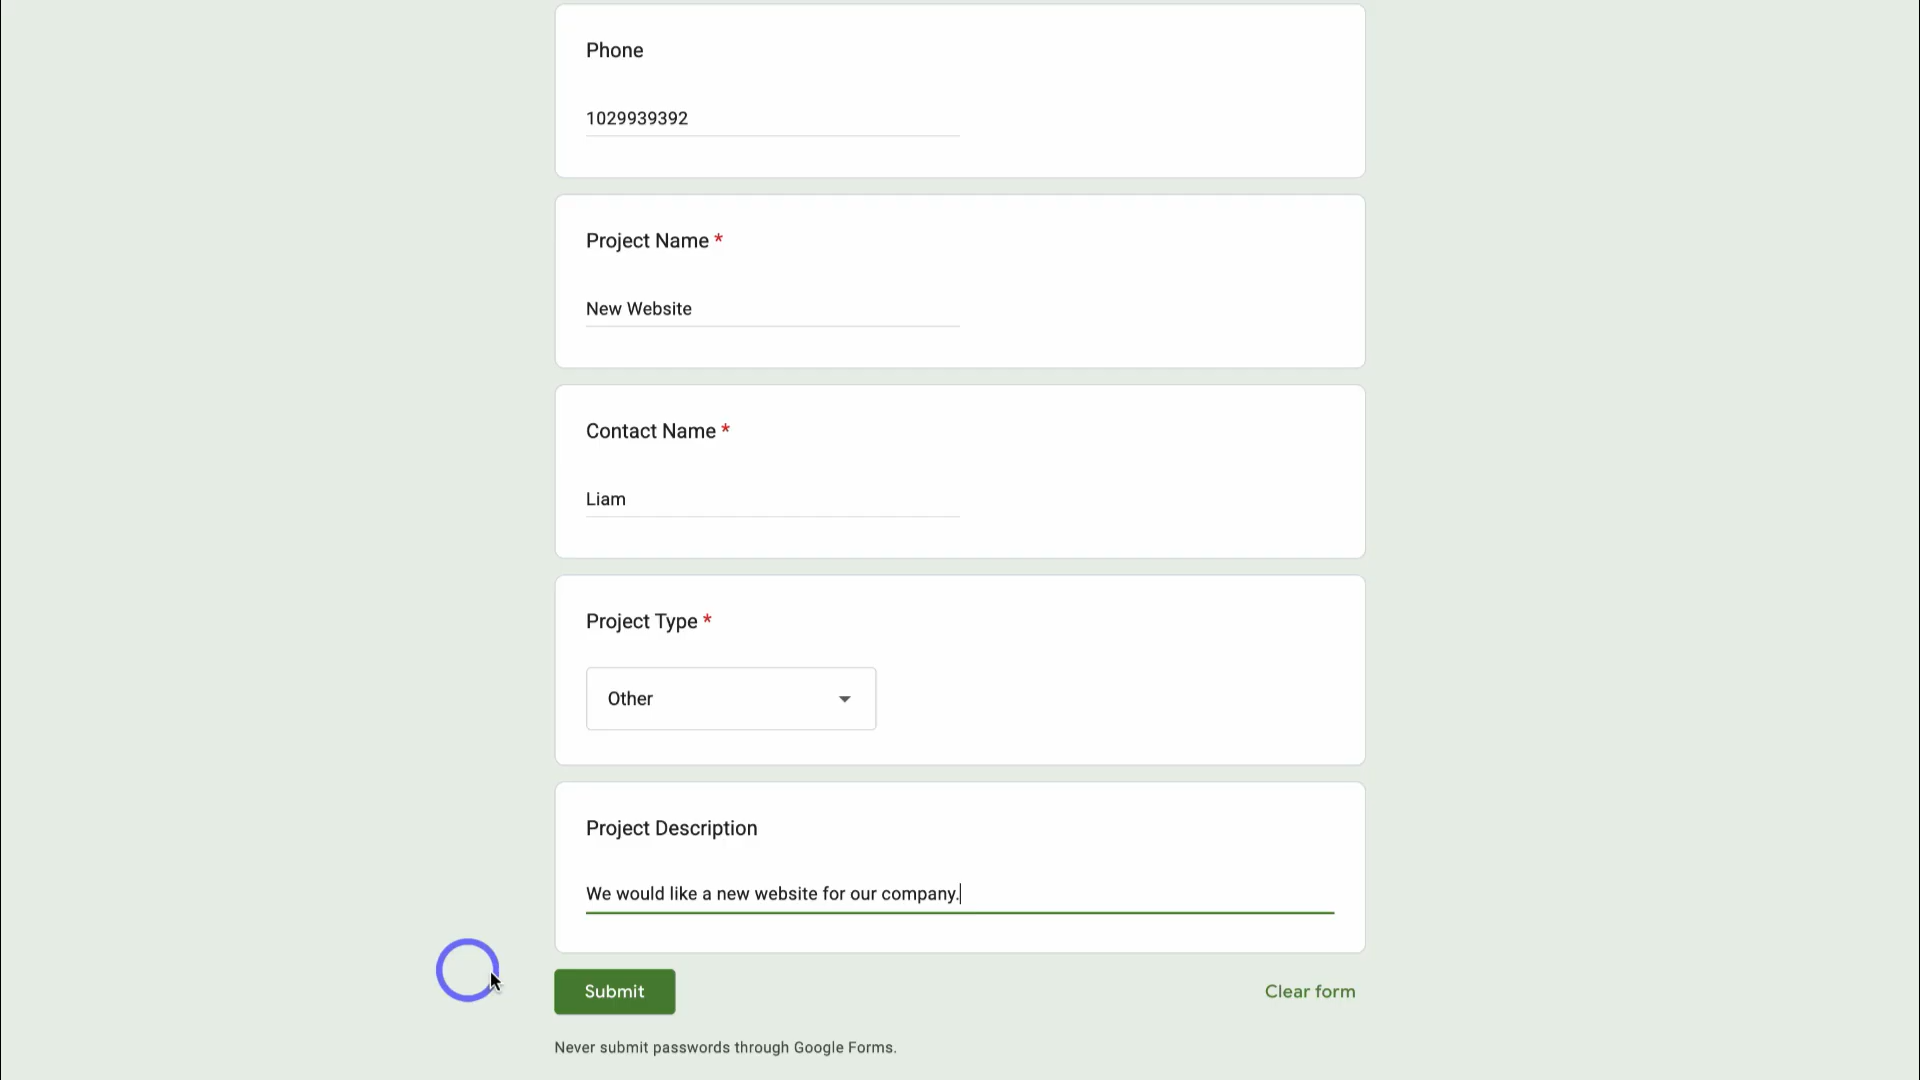 Phone
1029939392
Project Name *
New Website
Contact Name *
Liam
Project Type *
Other
Project Description
We would like a new website for our company.
Submit
Clear form
Never submit passwords through Google Forms.